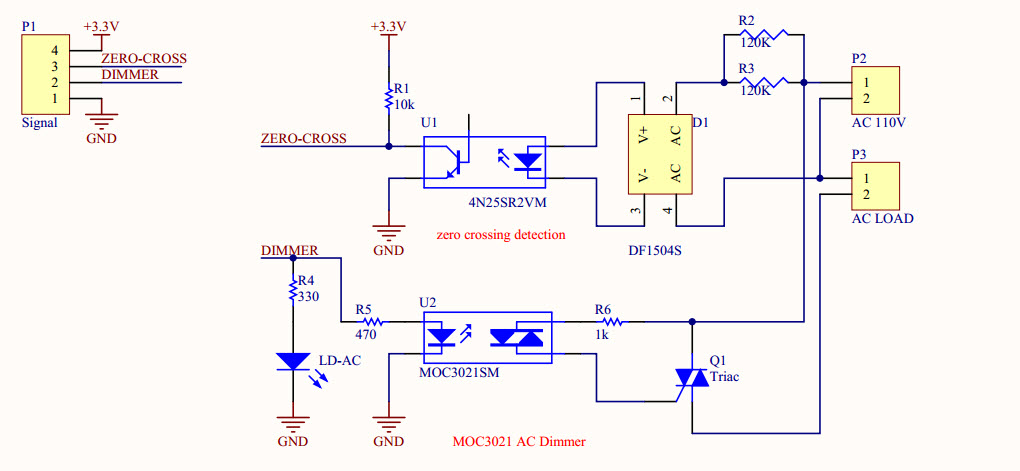 P1
+3.3V
4
3
2
1
ZERO-CROSS
DIMMER
Signal
GND
+3.3V
R1
10k
ZERO-CROSS
U1
4N25SR2VM
GND
zero crossing detection
1
2
V+
AC
D1
V-
AC
3
4
DF1504S
R2
120K
R3
120K
P2
1
2
AC 110V
P3
1
2
AC LOAD
DIMMER
R4
330
LD-AC
GND
R5
470
U2
MOC3021SM
GND
MOC3021 AC Dimmer
R6
1k
Q1
Triac